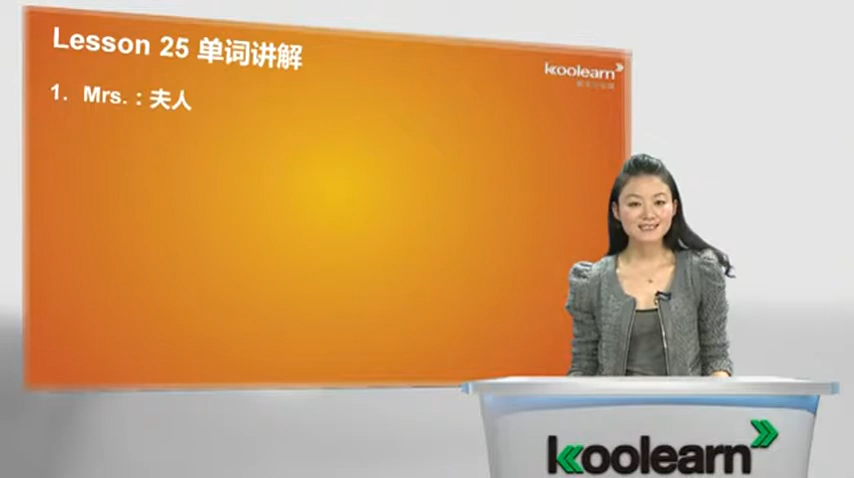 Lesson 25 单词讲解
koolearn
1. Mrs.：夫人
koolearn